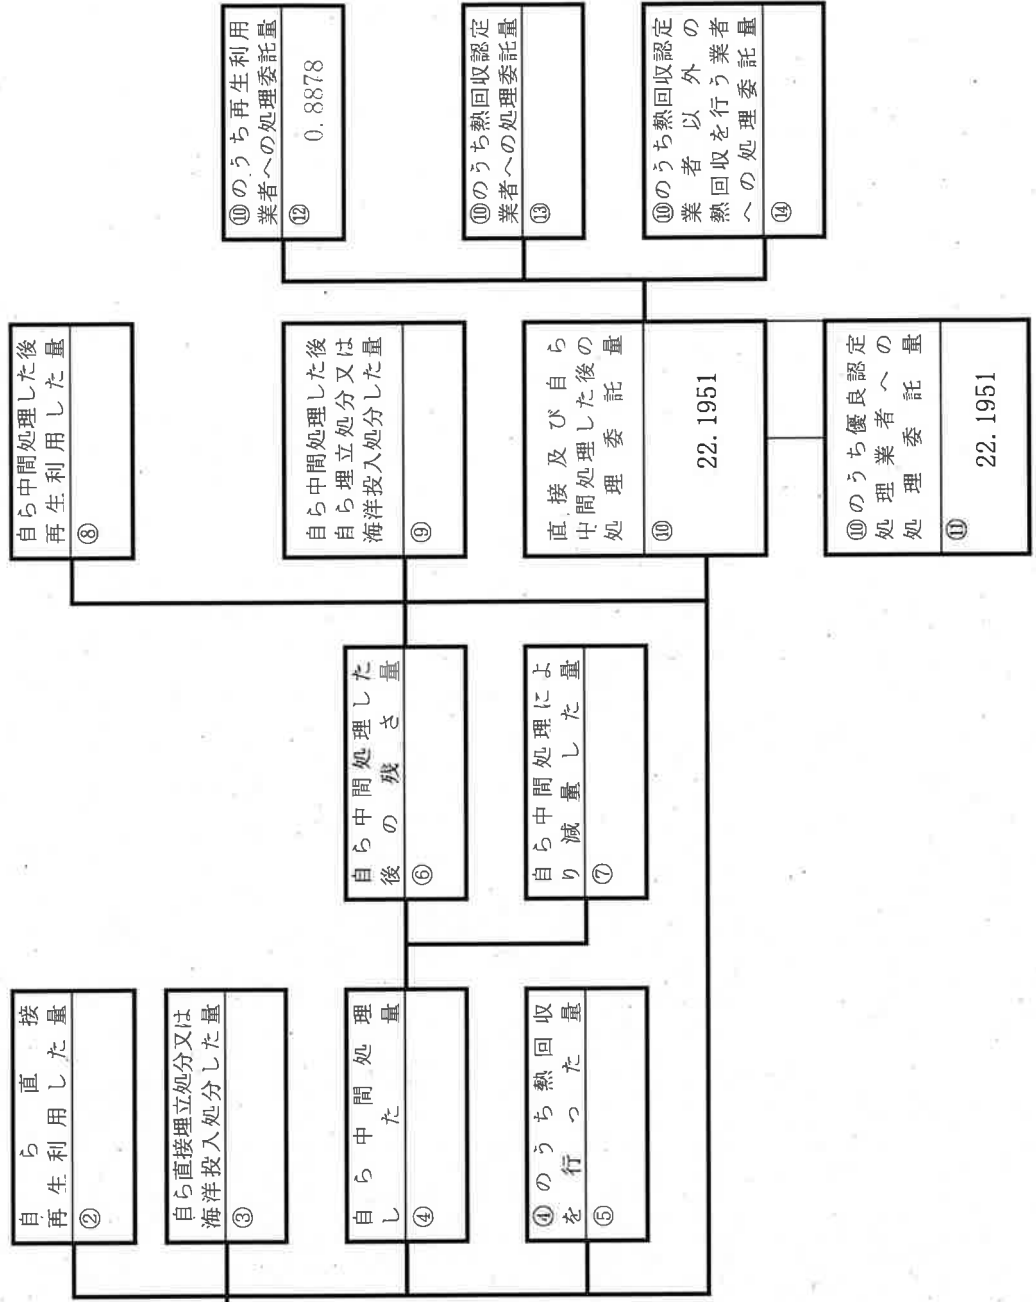 自ら直接
再生利用した量
②
自ら直接埋立処分又は
海洋投入処分した量
③
自ら中間処理
した量
④
④のうち熱回収
を行った量
⑤
自ら中間処理した
後の残さ量
⑥
自ら中間処理によ
り減量した量
⑦
自ら中間処理した後
再生利用した量
⑧
自ら中間処理した後
自ら埋立処分又は
海洋投入処分した量
⑨
直接及び自ら
中間処理した後の
処理委託量
⑩
22.1951
⑩のうち優良認定
処理業者への
処理委託量
⑪
22.1951
⑩のうち再生利用
業者への処理委託量
⑫
0.8878
⑩のうち熱回収認定
業者への処理委託量
⑬
⑩のうち熱回収認定
業者以外の
熱回収を行う業者
への処理委託量
⑭